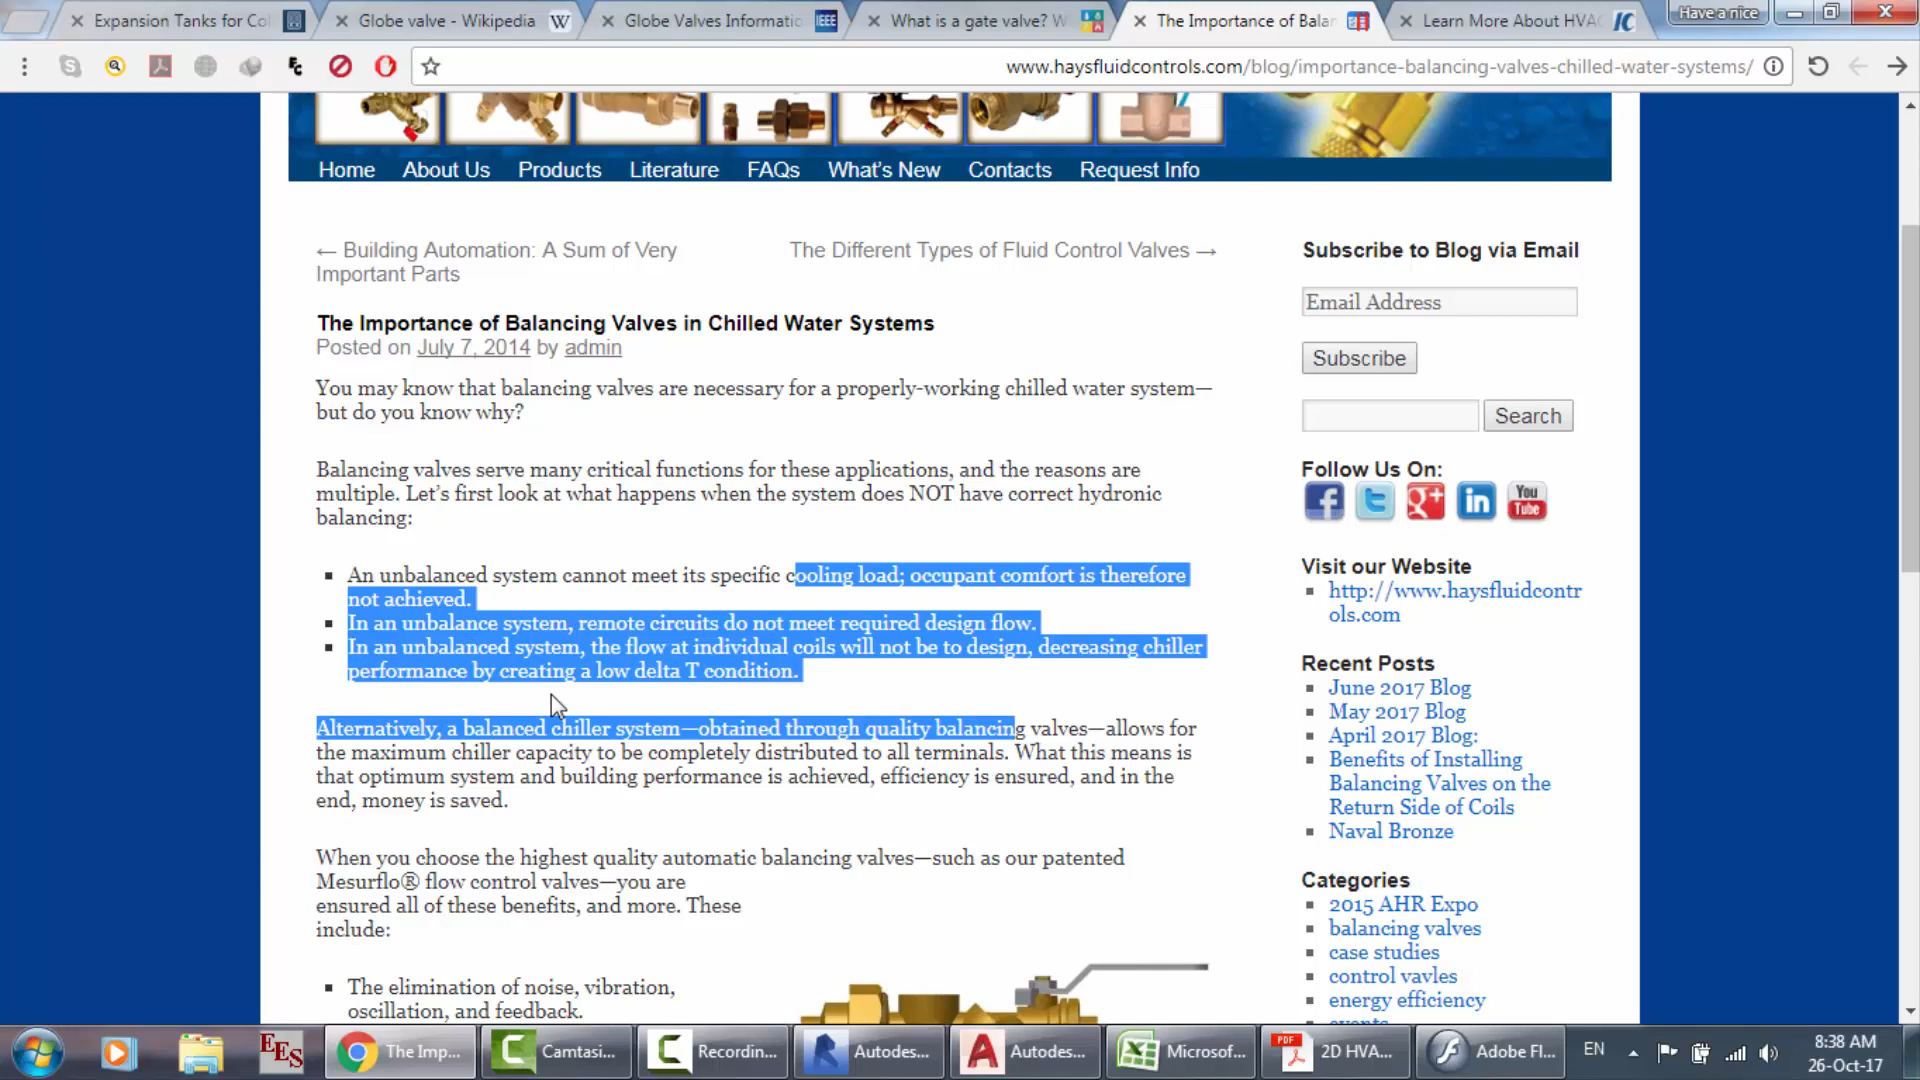 Expansion Tanks for Co
Globe valve - Wikipedia
Globe Valves Informatio
What is a gate valve? W
The Importance of Balan
Learn More About HVAC
Have a nice
www.haysfluidcontrols.com/blog/importance-balancing-valves-chilled-water-systems/
Home About Us Products Literature FAQs What's New Contacts Request Info
← Building Automation: A Sum of Very
Important Parts
The Different Types of Fluid Control Valves →
The Importance of Balancing Valves in Chilled Water Systems
Posted on July 7, 2014 by admin
You may know that balancing valves are necessary for a properly-working chilled water system—
but do you know why?
Balancing valves serve many critical functions for these applications, and the reasons are
multiple. Let's first look at what happens when the system does NOT have correct hydronic
balancing:
An unbalanced system cannot meet its specific cooling load; occupant comfort is therefore
not achieved.
In an unbalance system, remote circuits do not meet required design flow.
In an unbalanced system, the flow at individual coils will not be to design, decreasing chiller
performance by creating a low delta T condition.
Alternatively, a balanced chiller system—obtained through quality balancing valves—allows for
the maximum chiller capacity to be completely distributed to all terminals. What this means is
that optimum system and building performance is achieved, efficiency is ensured, and in the
end, money is saved.
When you choose the highest quality automatic balancing valves—such as our patented
Mesurflo® flow control valves—you are
ensured all of these benefits, and more. These
include:
The elimination of noise, vibration,
oscillation, and feedback.
Subscribe to Blog via Email
Email Address
Subscribe
Search
Follow Us On:
You
Tube
Visit our Website
http://www.haysfluidcontr
ols.com
Recent Posts
June 2017 Blog
May 2017 Blog
April 2017 Blog:
Benefits of Installing
Balancing Valves on the
Return Side of Coils
Naval Bronze
Categories
2015 AHR Expo
balancing valves
case studies
control vavles
energy efficiency
events
EES
The Imp...
Camtasi...
Recordin...
Autodes...
Autodes...
Microsof...
PDF
2D HVA...
Adobe Fl...
EN
8:38 AM
26-Oct-17